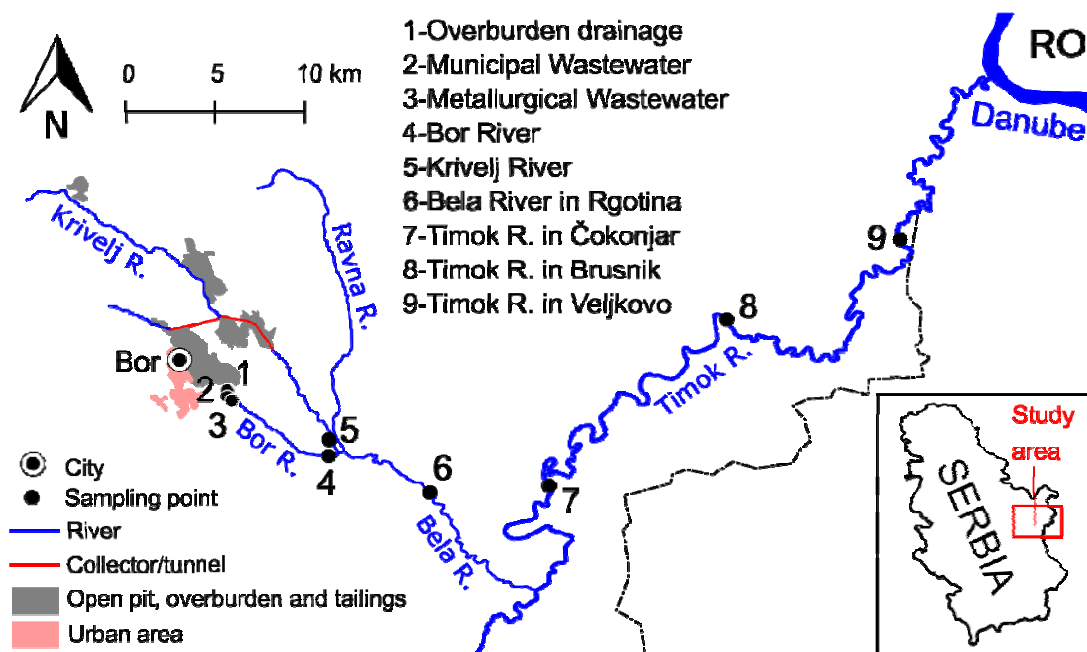 1-Overburden drainage
2-Municipal Wastewater
3-Metallurgical Wastewater
4-Bor River
5-Krivelj River
6-Bela River in Rgotina
7-Timok R. in Čokonjar
8-Timok R. in Brusnik
9-Timok R. in Veljkovo
N
0 5 10 km
RO
Danube
Krivelj R.
Ravna R.
Bor
1
2
3
Bor R.
4
5
6
Bela R.
7
Timok R.
8
9
City
Sampling point
River
Collector/tunnel
Open pit, overburden and tailings
Urban area
Study
area
SERBIA